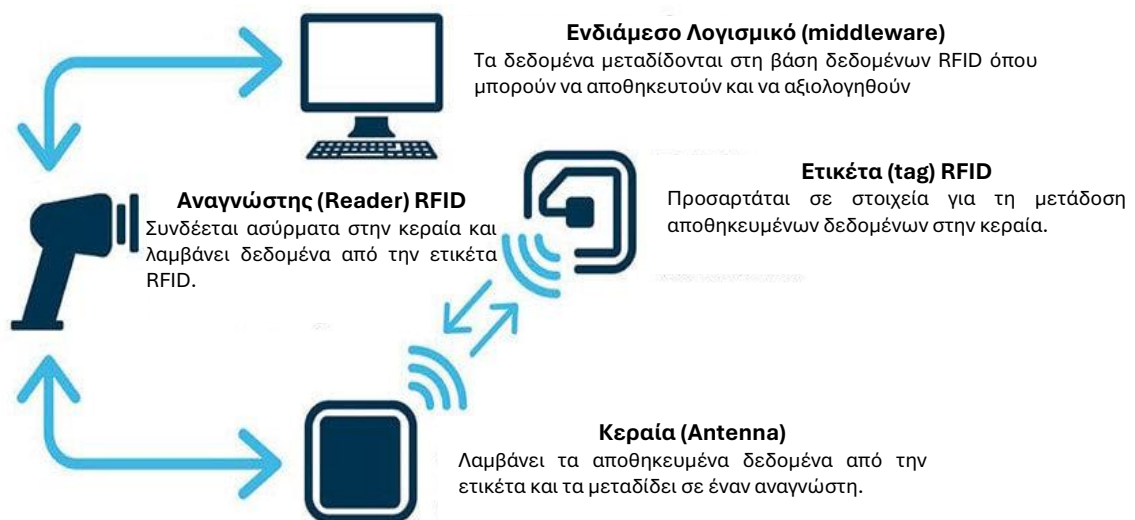 Ενδιάμεσο Λογισμικό (middleware)
Τα δεδομένα μεταδίδονται στη βάση δεδομένων RFID όπου
μπορούν να αποθηκευτούν και να αξιολογηθούν
Ετικέτα (tag) RFID
Προσαρτάται σε στοιχεία για τη μετάδοση
αποθηκευμένων δεδομένων στην κεραία.
Αναγνώστης (Reader) RFID
Συνδέεται ασύρματα στην κεραία και
λαμβάνει δεδομένα από την ετικέτα
RFID.
Κεραία (Antenna)
Λαμβάνει τα αποθηκευμένα δεδομένα από την
ετικέτα και τα μεταδίδει σε έναν αναγνώστη.